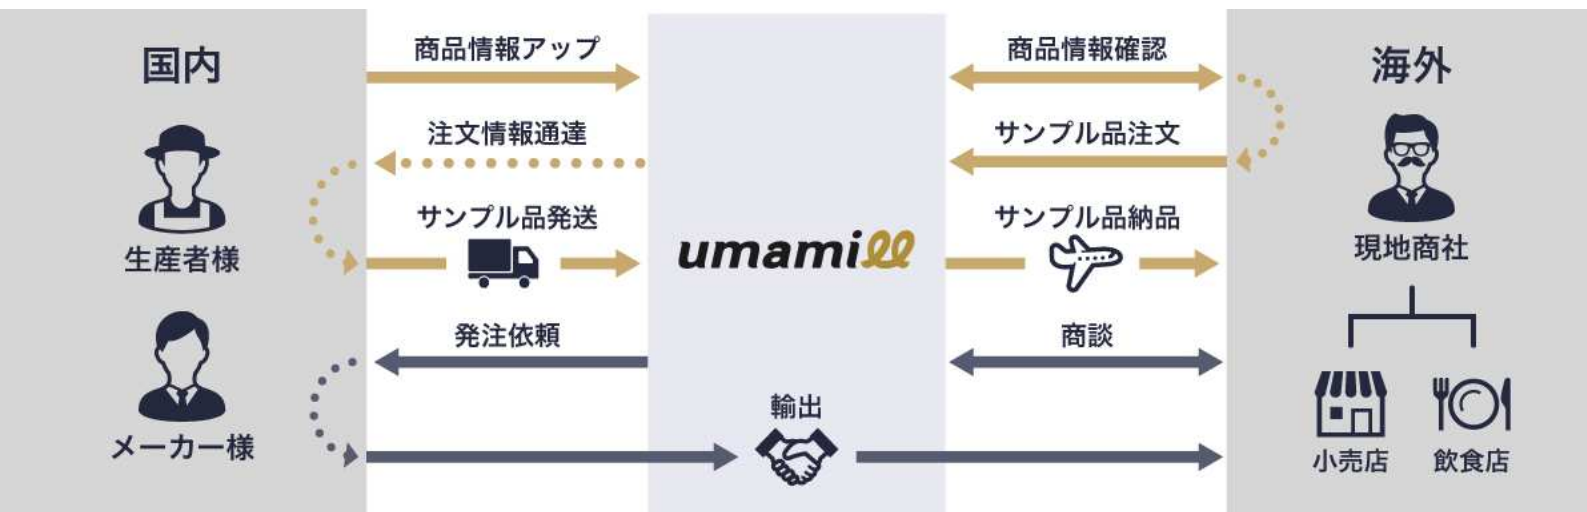 国内
生産者様
メーカー様
商品情報アップ
注文情報通達
サンプル品発送
発注依頼
umamill
輸出
商品情報確認
サンプル品注文
サンプル品納品
商談
海外
現地商社
小売店
飲食店